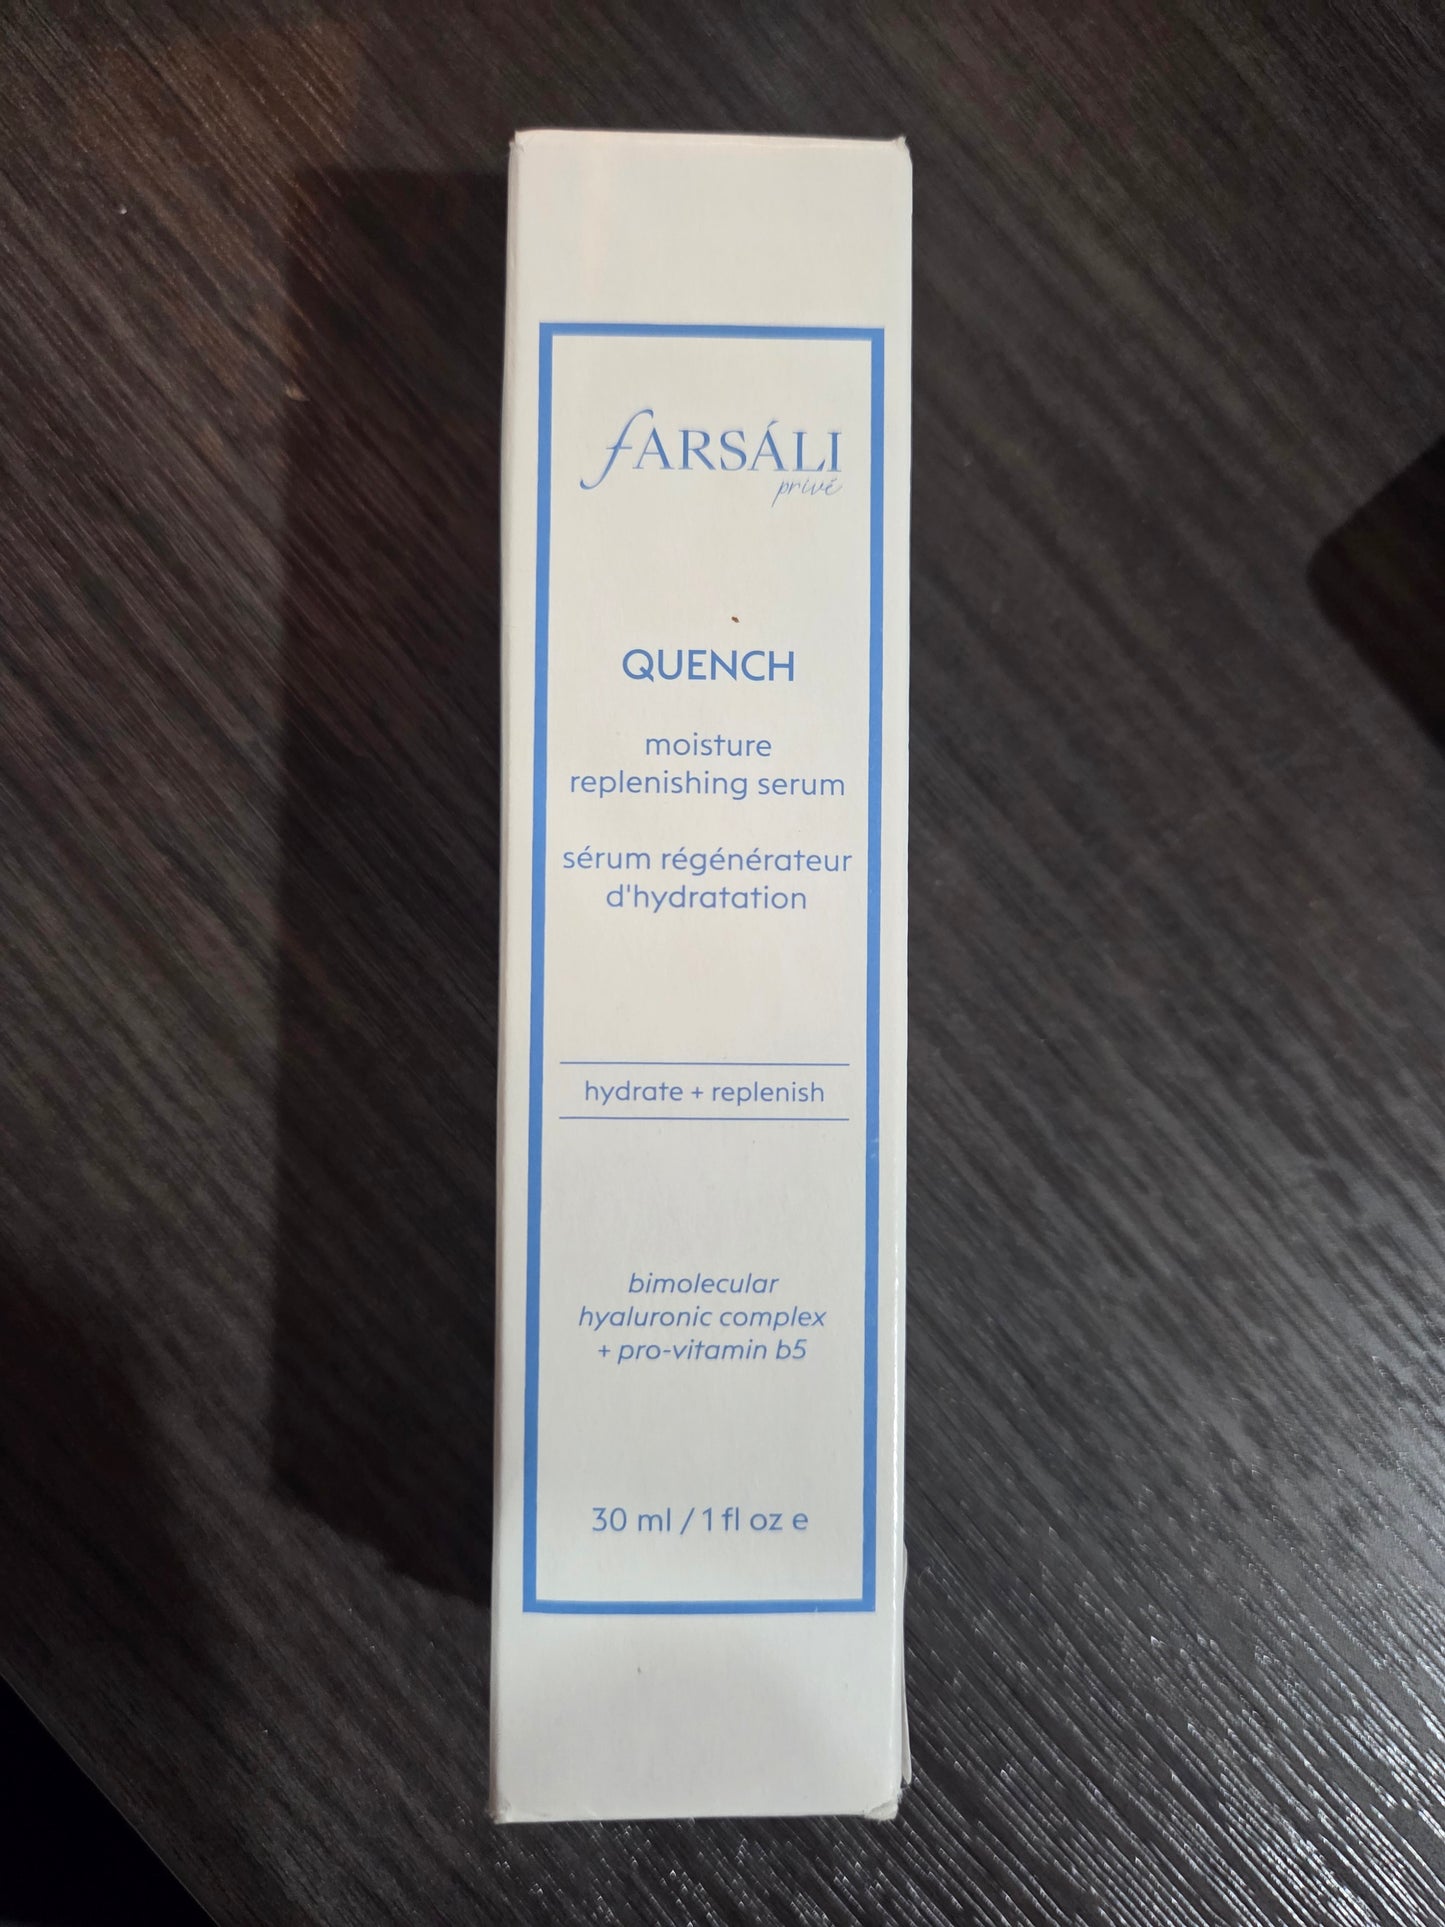 fARSÁLI
privé
QUENCH
moisture
replenishing serum
sérum régénérateur
d'hydratation
hydrate + replenish
bimolecular
hyaluronic complex
+ pro-vitamin b5
30 ml / 1 fl oz e